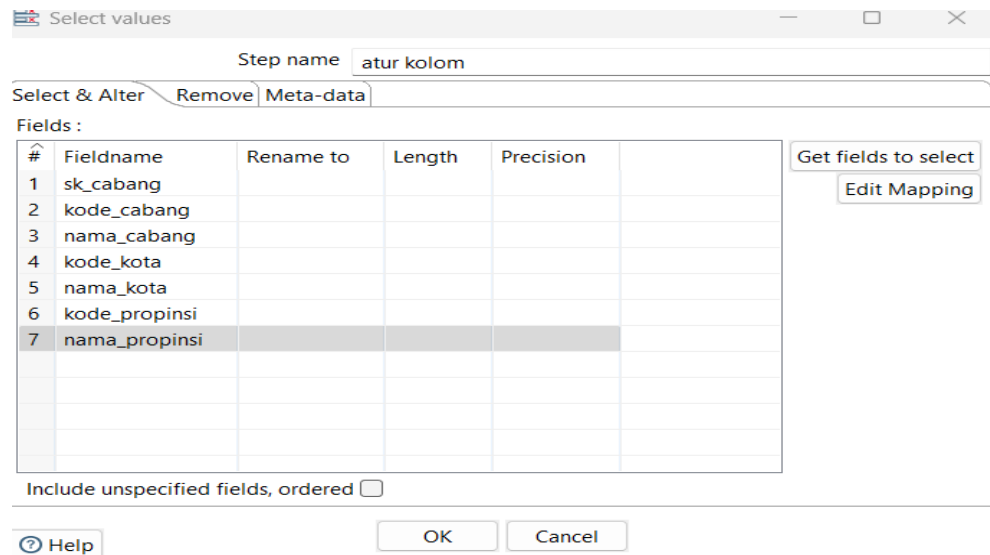 Select values
Step name atur kolom
Select & Alter Remove Meta-data
Fields :
# Fieldname Rename to Length Precision
Get fields to select
1 sk_cabang
Edit Mapping
2 kode_cabang
3 nama_cabang
4 kode_kota
5 nama_kota
6 kode_propinsi
7 nama_propinsi
Include unspecified fields, ordered
Help OK Cancel